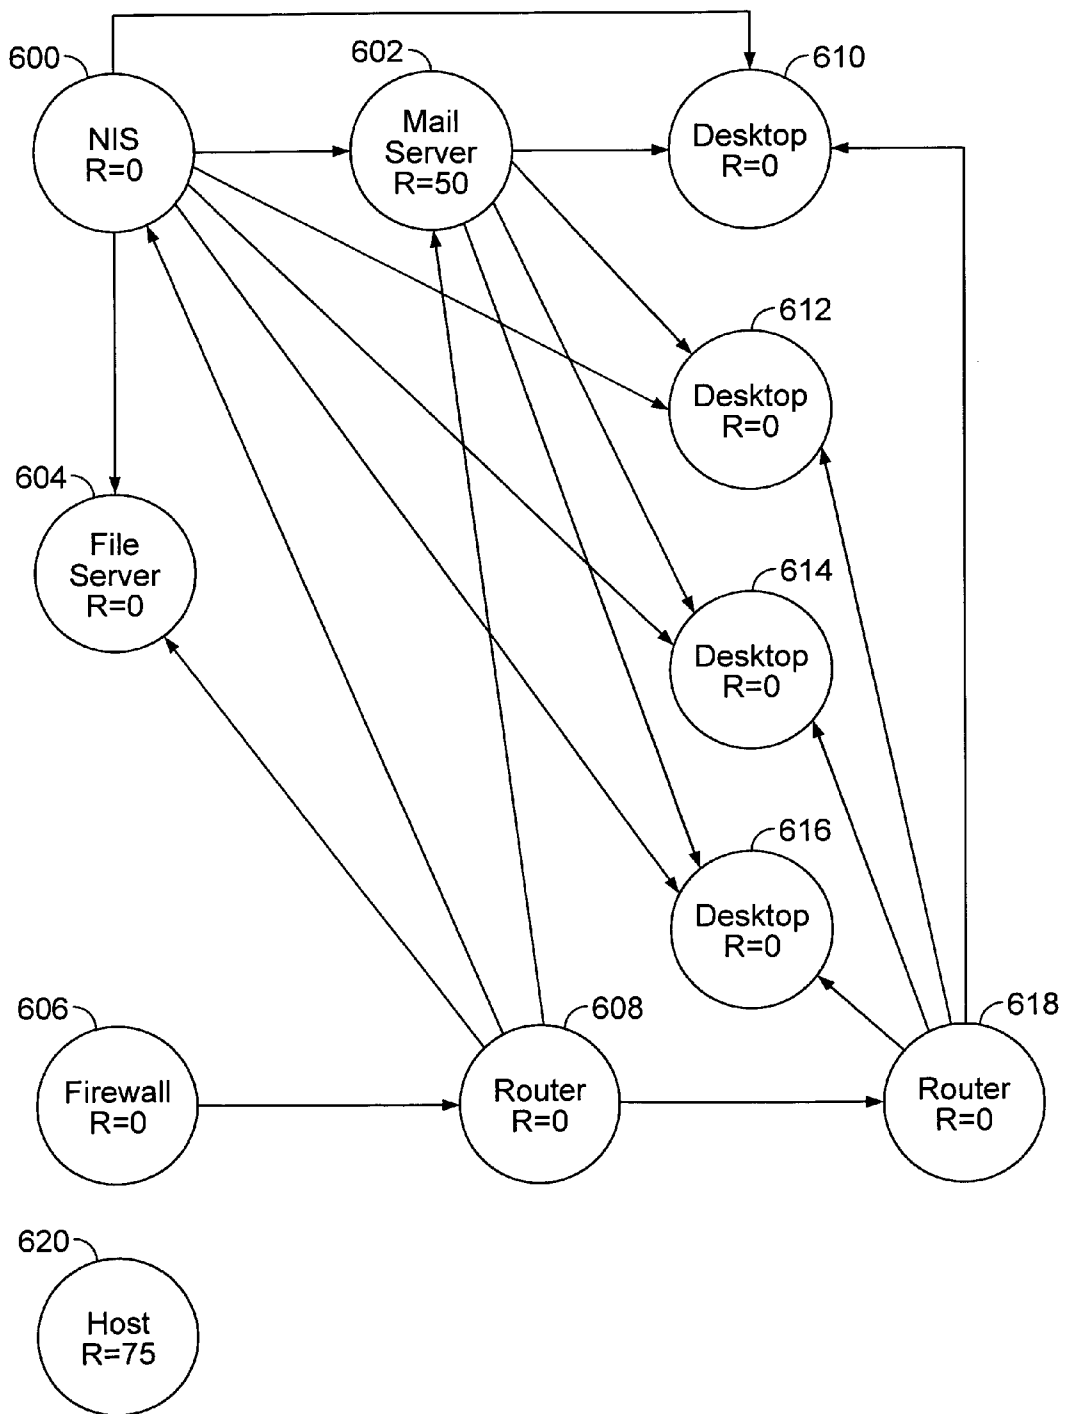 600
NIS
R=0
602
Mail
Server
R=50
610
Desktop
R=0
612
Desktop
R=0
604
File
Server
R=0
614
Desktop
R=0
616
Desktop
R=0
606
Firewall
R=0
608
Router
R=0
618
Router
R=0
620
Host
R=75